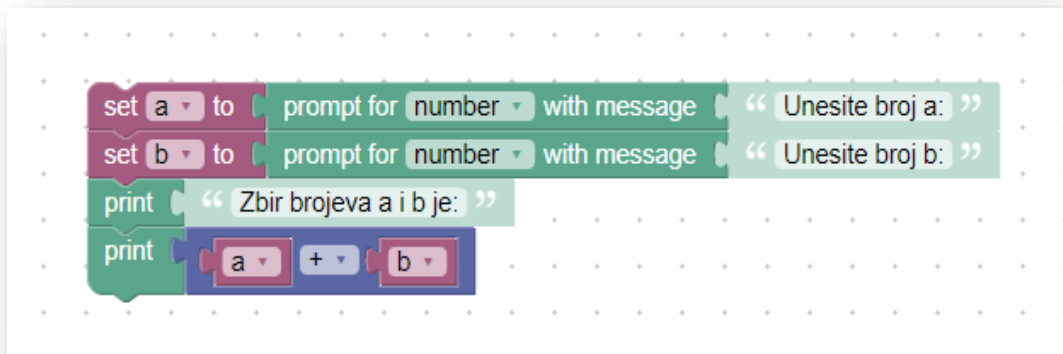 set a to prompt for number with message “ Unesite broj a: ”
set b to prompt for number with message “ Unesite broj b: ”
print “ Zbir brojeva a i b je: ”
print a + b